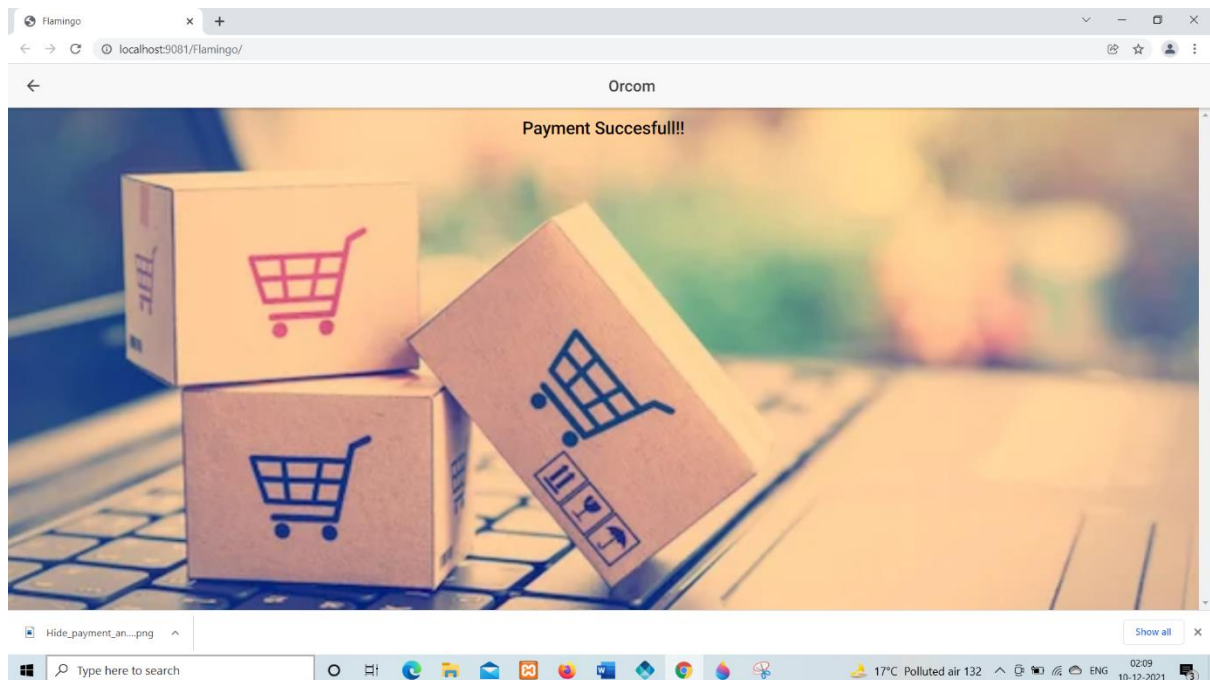 Flamingo
localhost:9081/Flamingo/
Orcom
Payment Succesfull!!
Hide_payment_an....png
Show all
Type here to search
17°C Polluted air 132
ENG
02:09
10-12-2021
3